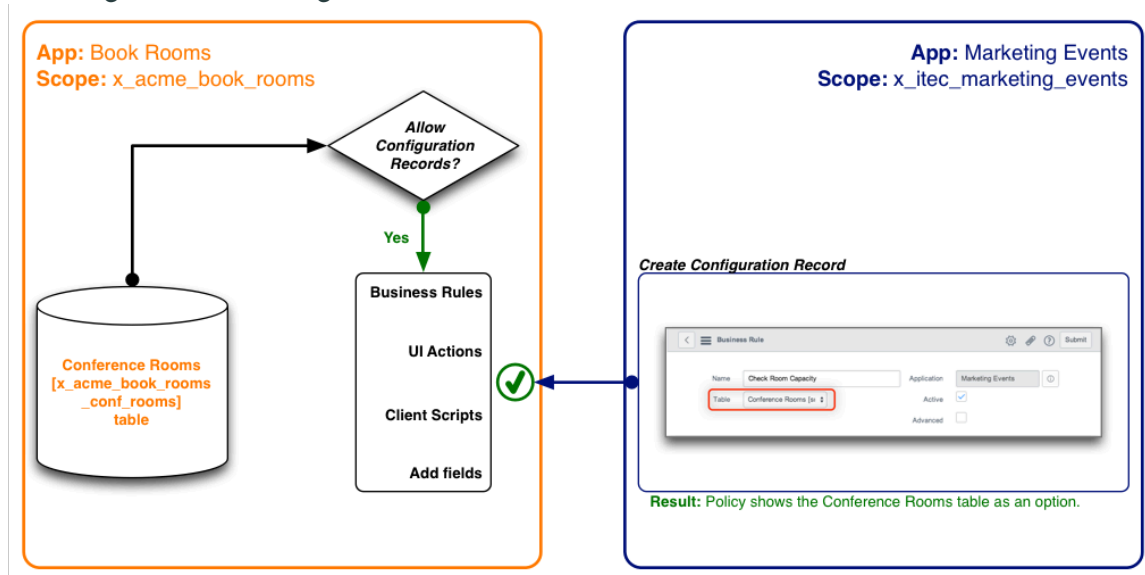 App: Book Rooms
Scope: x_acme_book_rooms
Allow
Configuration
Records?
Yes
Business Rules
UI Actions
Client Scripts
Add fields
Conference Rooms
[x_acme_book_rooms
_conf_rooms]
table
App: Marketing Events
Scope: x_itec_marketing_events
Create Configuration Record
Business Rule
Submit
Name Check Room Capacity Application Marketing Events
Table Conference Rooms [ Active
Advanced
Result: Policy shows the Conference Rooms table as an option.